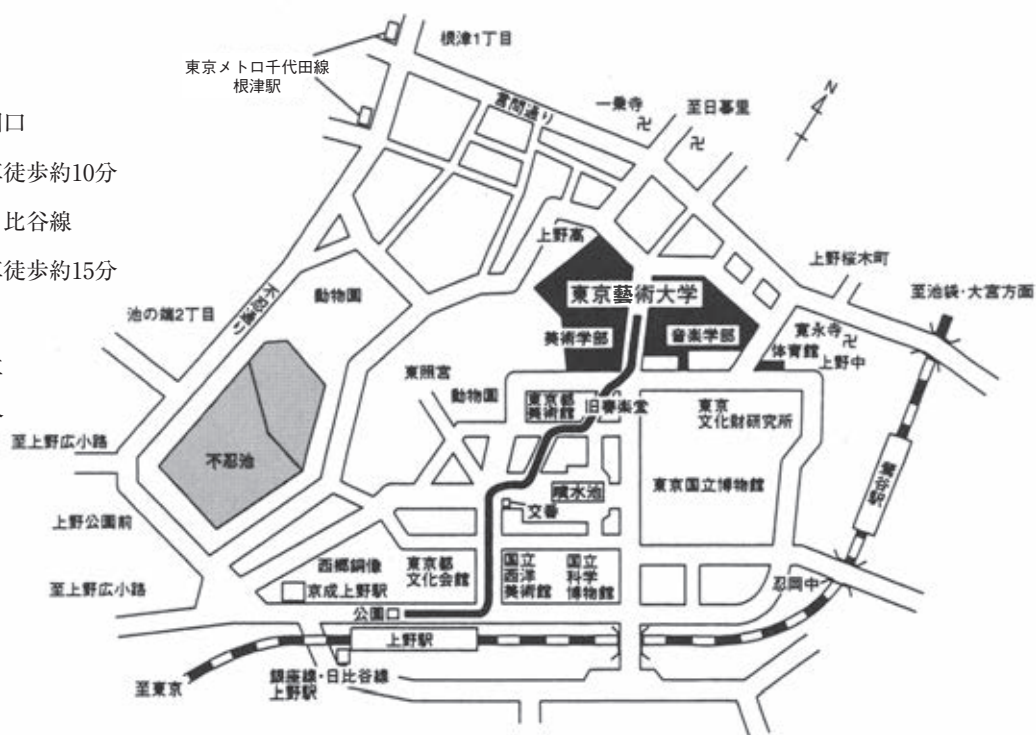 根津1丁目
東京メトロ千代田線
根津駅
言問通り
一乗寺
至日暮里
N
口
徒歩約10分
比谷線
徒歩約15分
上野高
上野桜木町
至池袋・大宮方面
不忍通り
動物園
池の端2丁目
東京藝術大学
美術学部
音楽学部
寛永寺
体育館
上野中
東照宮
動物園
東京都
美術館
旧奏楽堂
東京
文化財研究所
至上野広小路
不忍池
噴水池
交番
東京国立博物館
鶯谷駅
上野公園前
西郷銅像
東京都
文化会館
国立
西洋
美術館
国立
科学
博物館
忍岡中
至上野広小路
京成上野駅
公園口
上野駅
至東京
銀座線・日比谷線
上野駅